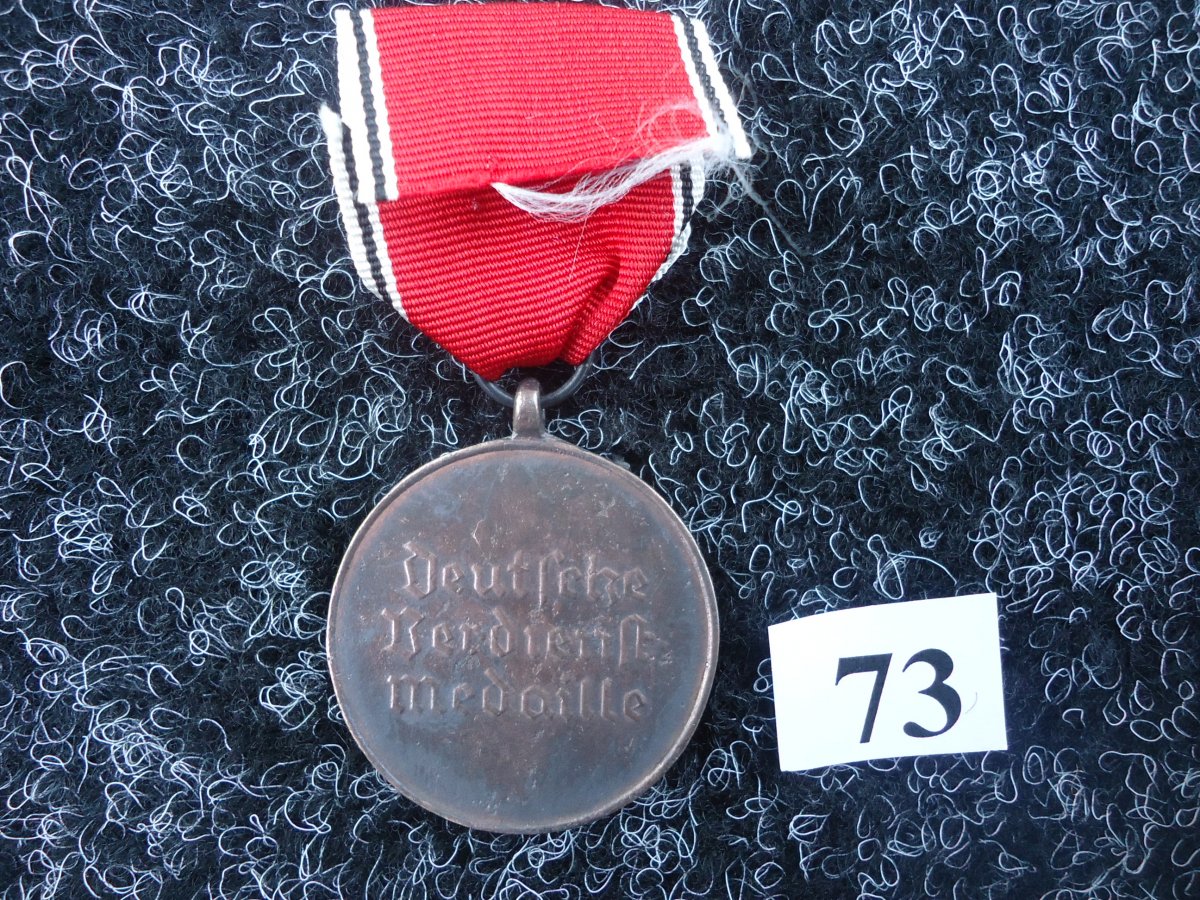 Deutsche
Verdienst-
medaille
73